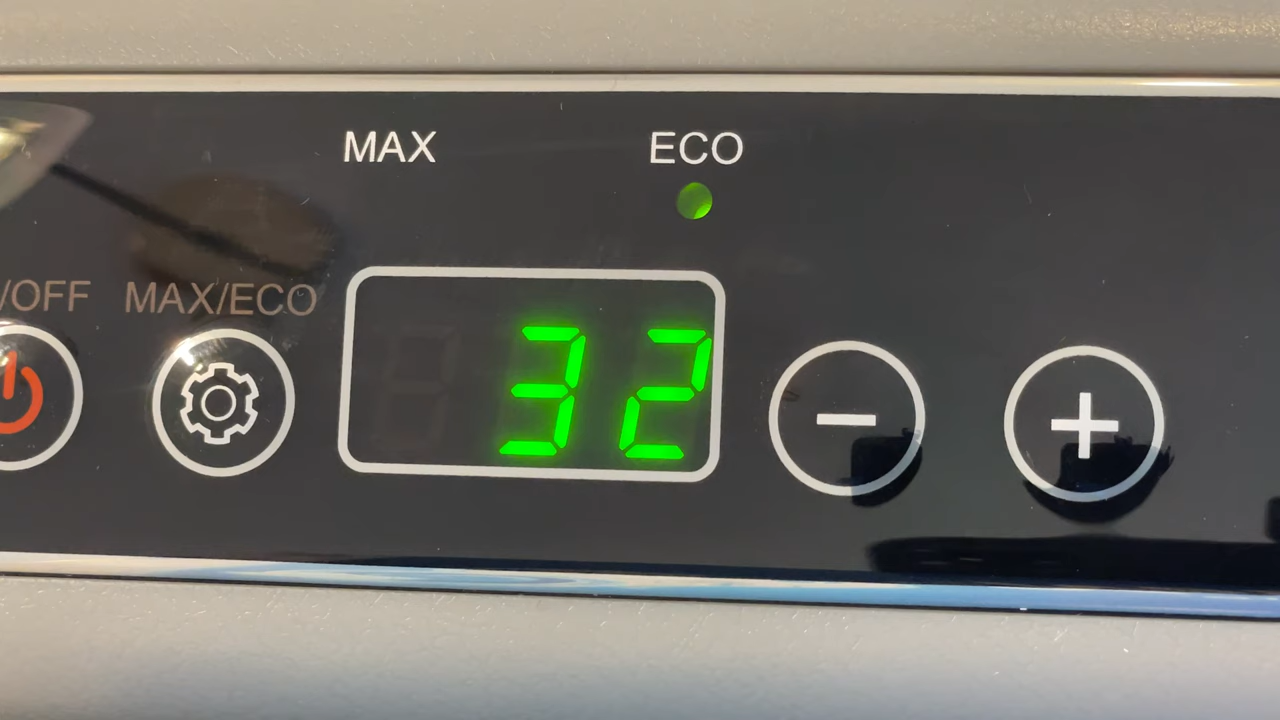 MAX ECO
/OFF MAX/ECO
32
− +